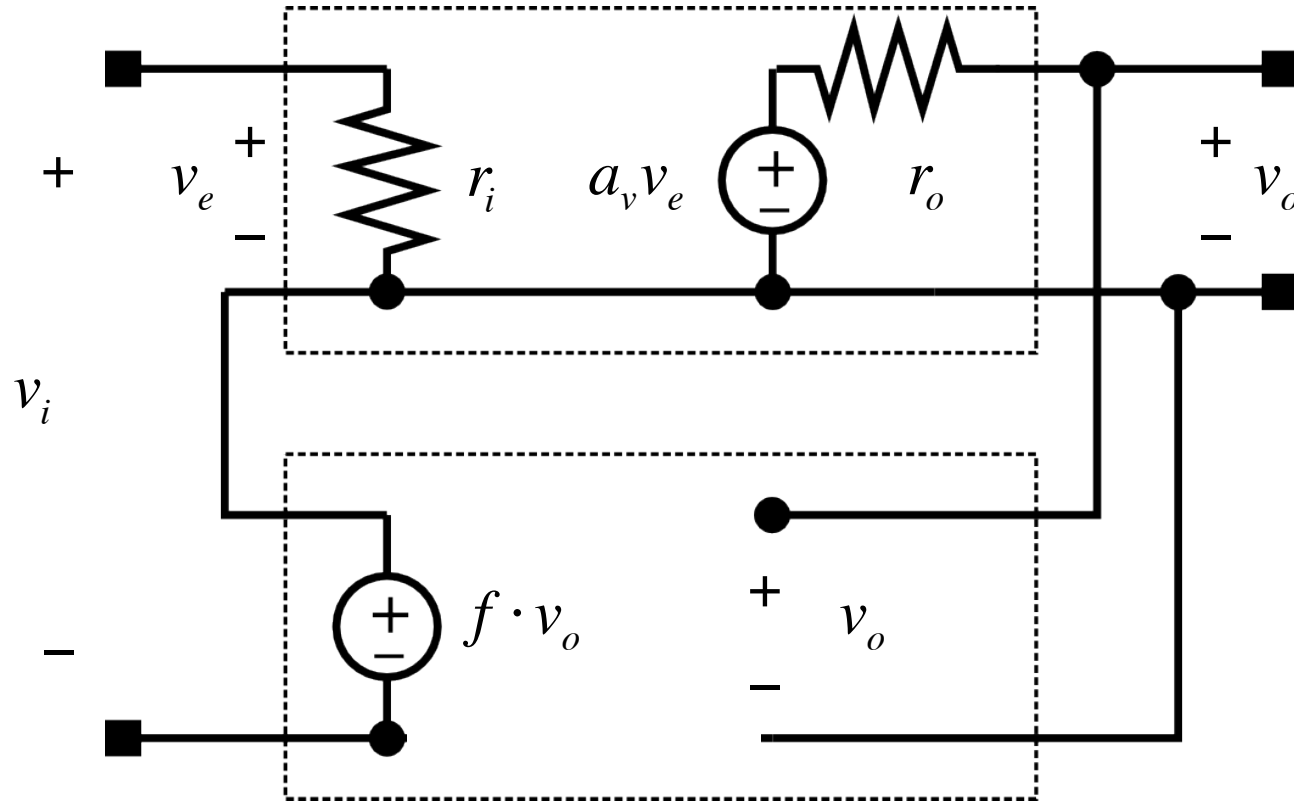 + v_e + − r_i a_v v_e + − r_o + v_o −
v_i
−
+ − f · v_o + v_o −